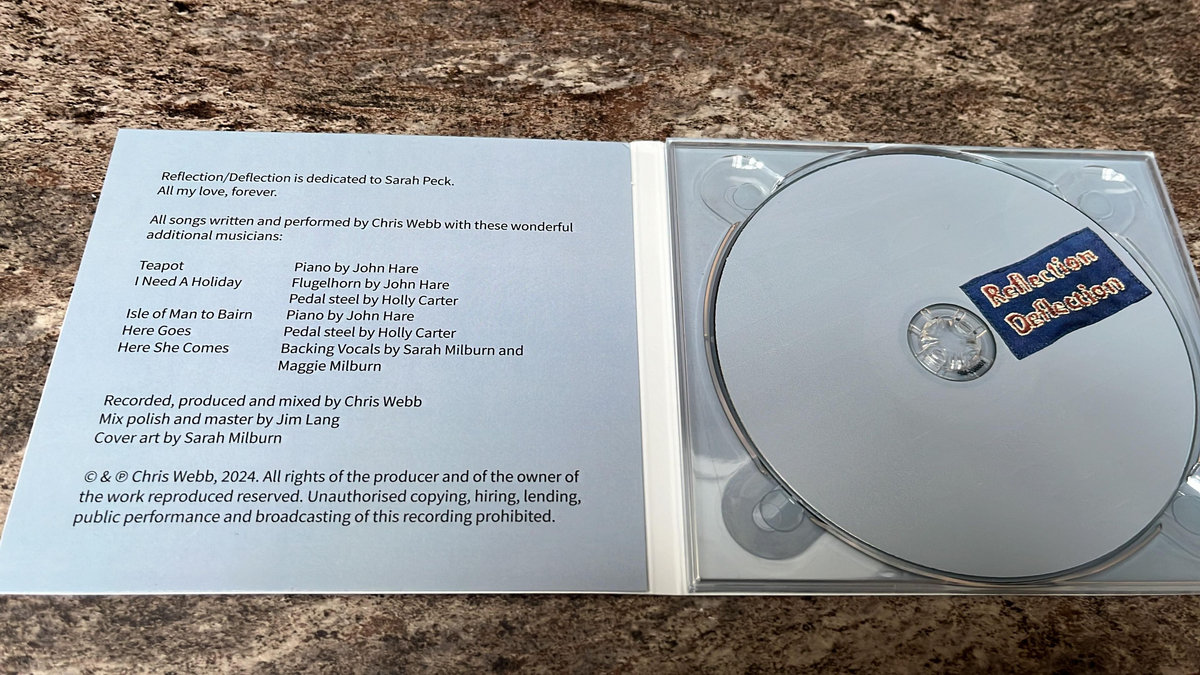 Reflection/Deflection is dedicated to Sarah Peck.
All my love, forever.
All songs written and performed by Chris Webb with these wonderful
additional musicians:
Teapot Piano by John Hare
I Need A Holiday Flugelhorn by John Hare
Pedal steel by Holly Carter
Isle of Man to Bairn Piano by John Hare
Here Goes Pedal steel by Holly Carter
Here She Comes Backing Vocals by Sarah Milburn and
Maggie Milburn
Recorded, produced and mixed by Chris Webb
Mix polish and master by Jim Lang
Cover art by Sarah Milburn
© & ℗ Chris Webb, 2024. All rights of the producer and of the owner of
the work reproduced reserved. Unauthorised copying, hiring, lending,
public performance and broadcasting of this recording prohibited.
Reflection
Deflection